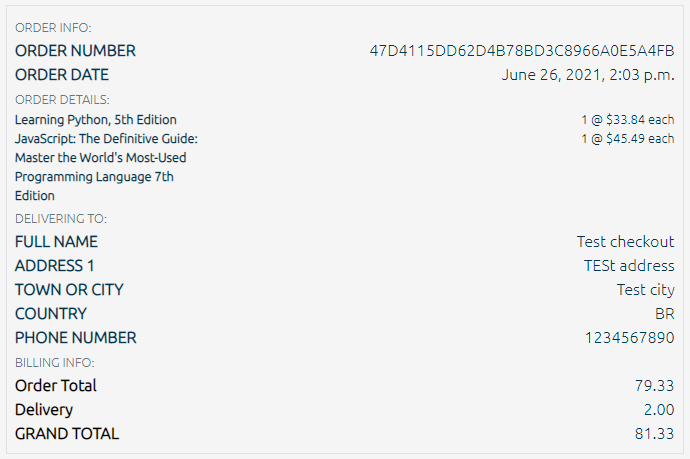 ORDER INFO:
ORDER NUMBER 47D4115DD62D4B78BD3C8966A0E5A4FB
ORDER DATE June 26, 2021, 2:03 p.m.
ORDER DETAILS:
Learning Python, 5th Edition 1 @ $33.84 each
JavaScript: The Definitive Guide: 1 @ $45.49 each
Master the World's Most-Used
Programming Language 7th
Edition
DELIVERING TO:
FULL NAME Test checkout
ADDRESS 1 TESt address
TOWN OR CITY Test city
COUNTRY BR
PHONE NUMBER 1234567890
BILLING INFO:
Order Total 79.33
Delivery 2.00
GRAND TOTAL 81.33